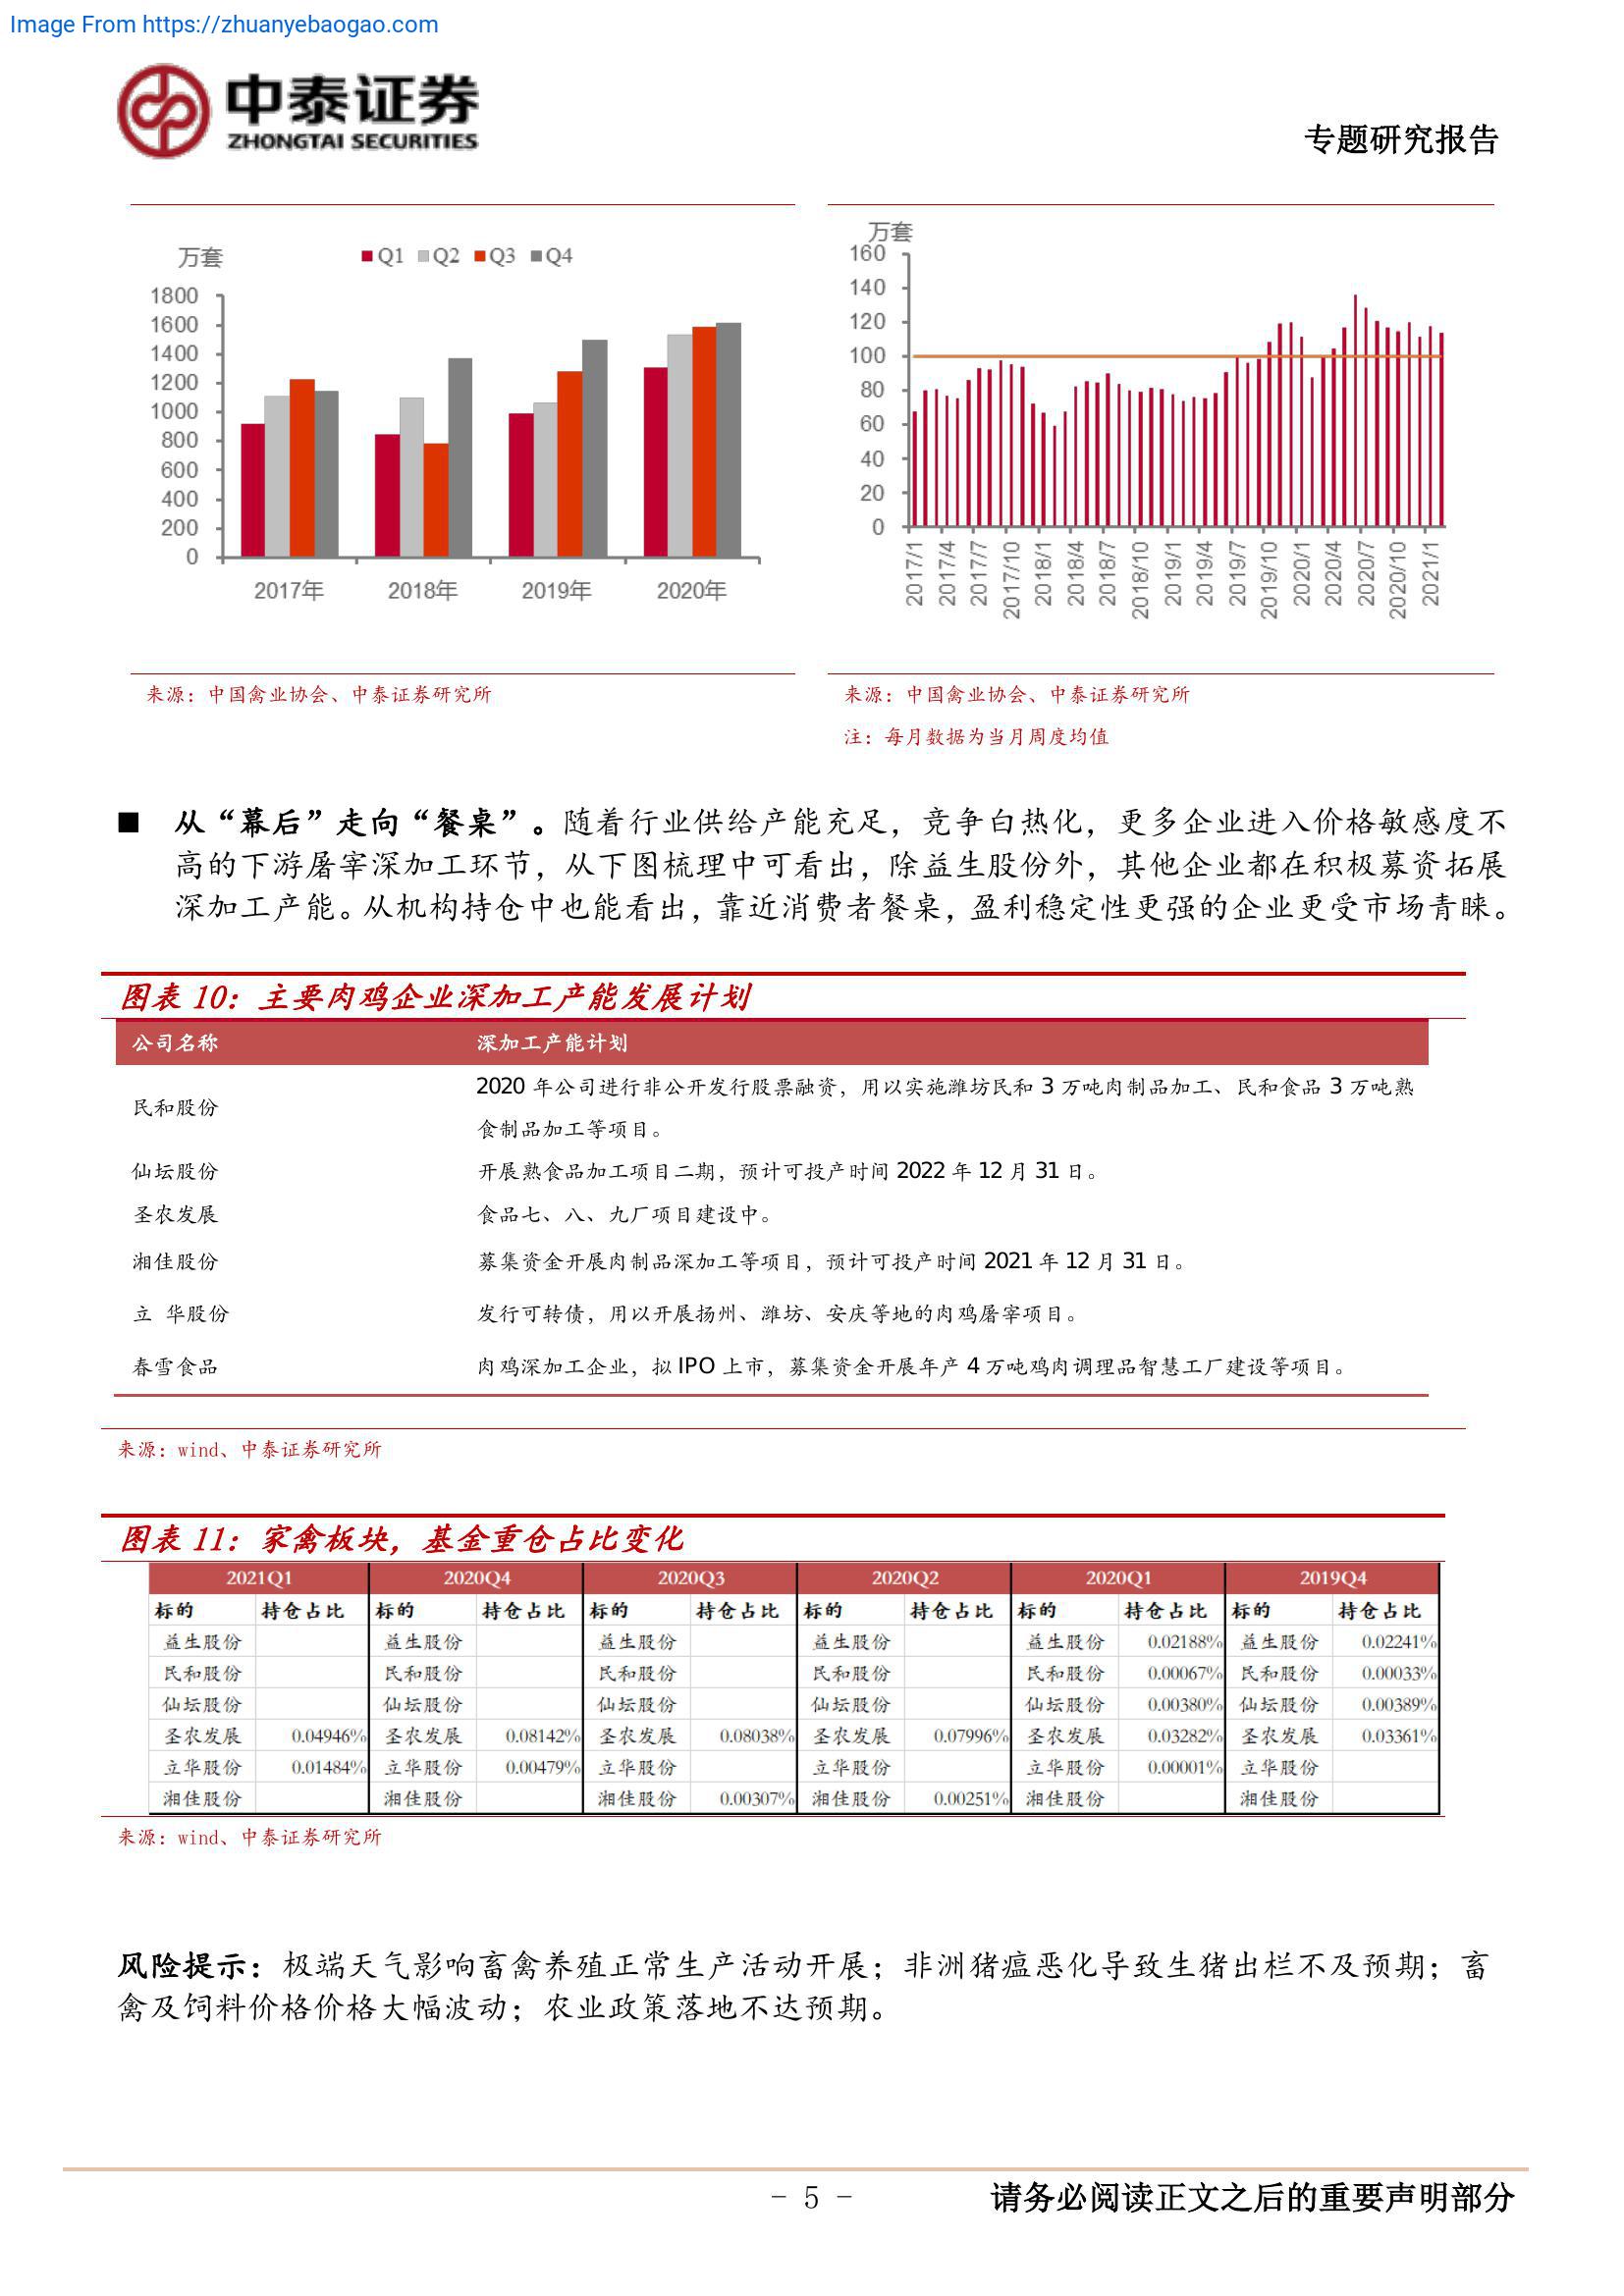 Image From https://zhuanyebaogao.com
中泰证券
ZHONGTAI SECURITIES
专题研究报告
万套
Q1 Q2 Q3 Q4
1800
1600
1400
1200
1000
800
600
400
200
0
2017年 2018年 2019年 2020年
万套
160
140
120
100
80
60
40
20
0
2017/1 2017/4 2017/7 2017/10 2018/1 2018/4 2018/7 2018/10 2019/1 2019/4 2019/7 2019/10 2020/1 2020/4 2020/7 2020/10 2021/1
来源：中国禽业协会、中泰证券研究所
来源：中国禽业协会、中泰证券研究所
注：每月数据为当月周度均值
■ 从“幕后”走向“餐桌”。随着行业供给产能充足，竞争白热化，更多企业进入价格敏感度不
高的下游屠宰深加工环节，从下图梳理中可看出，除益生股份外，其他企业都在积极募资拓展
深加工产能。从机构持仓中也能看出，靠近消费者餐桌，盈利稳定性更强的企业更受市场青睐。
图表 10：主要肉鸡企业深加工产能发展计划
公司名称 深加工产能计划
民和股份 2020 年公司进行非公开发行股票融资，用以实施潍坊民和 3 万吨肉制品加工、民和食品 3 万吨熟
食制品加工等项目。
仙坛股份 开展熟食品加工项目二期，预计可投产时间 2022 年 12 月 31 日。
圣农发展 食品七、八、九厂项目建设中。
湘佳股份 募集资金开展肉制品深加工等项目，预计可投产时间 2021 年 12 月 31 日。
立 华股份 发行可转债，用以开展扬州、潍坊、安庆等地的肉鸡屠宰项目。
春雪食品 肉鸡深加工企业，拟 IPO 上市，募集资金开展年产 4 万吨鸡肉调理品智慧工厂建设等项目。
来源：wind、中泰证券研究所
图表 11：家禽板块，基金重仓占比变化
2021Q1 2020Q4 2020Q3 2020Q2 2020Q1 2019Q4
标的 持仓占比 标的 持仓占比 标的 持仓占比 标的 持仓占比 标的 持仓占比 标的 持仓占比
益生股份 益生股份 益生股份 益生股份 益生股份 0.02188% 益生股份 0.02241%
民和股份 民和股份 民和股份 民和股份 民和股份 0.00067% 民和股份 0.00033%
仙坛股份 仙坛股份 仙坛股份 仙坛股份 仙坛股份 0.00380% 仙坛股份 0.00389%
圣农发展 0.04946% 圣农发展 0.08142% 圣农发展 0.08038% 圣农发展 0.07996% 圣农发展 0.03282% 圣农发展 0.03361%
立华股份 0.01484% 立华股份 0.00479% 立华股份 立华股份 立华股份 0.00001% 立华股份
湘佳股份 湘佳股份 湘佳股份 0.00307% 湘佳股份 0.00251% 湘佳股份 湘佳股份
来源：wind、中泰证券研究所
风险提示：极端天气影响畜禽养殖正常生产活动开展；非洲猪瘟恶化导致生猪出栏不及预期；畜
禽及饲料价格价格大幅波动；农业政策落地不达预期。
- 5 -
请务必阅读正文之后的重要声明部分